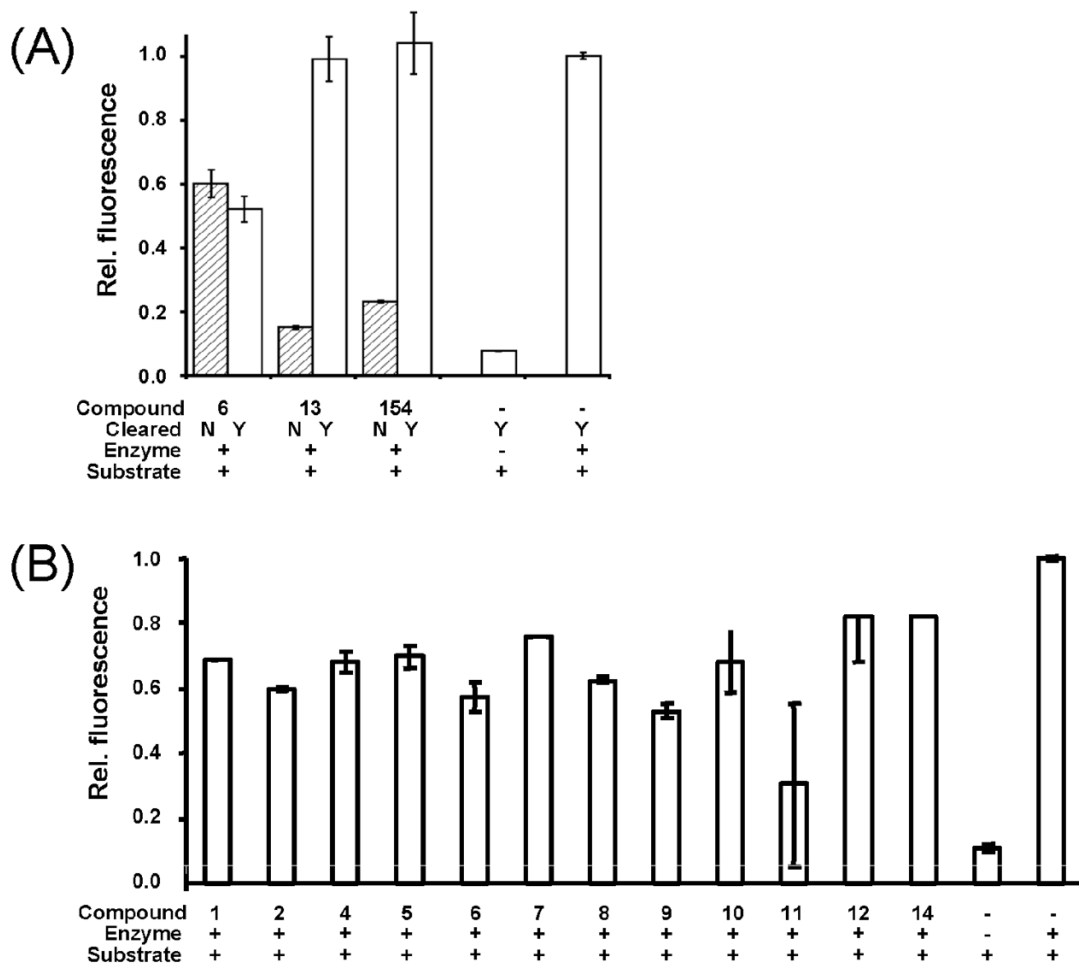 (A)
Rel. fluorescence
1.0
0.8
0.6
0.4
0.2
0.0
Compound 6 13 154 - -
Cleared N Y N Y N Y Y Y
Enzyme + + + - +
Substrate + + + + +
(B)
Rel. fluorescence
1.0
0.8
0.6
0.4
0.2
0.0
Compound 1 2 4 5 6 7 8 9 10 11 12 14 - -
Enzyme + + + + + + + + + + + + - +
Substrate + + + + + + + + + + + + + +